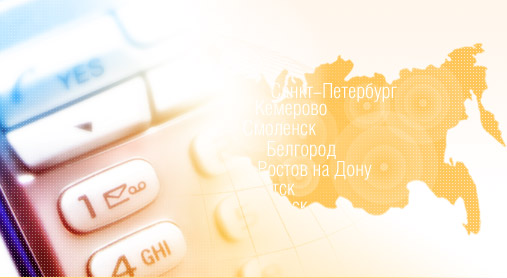 YES
Санкт-Петербург
Кемерово
Смоленск
Белгород
Ростов на Дону
1
4 GHI